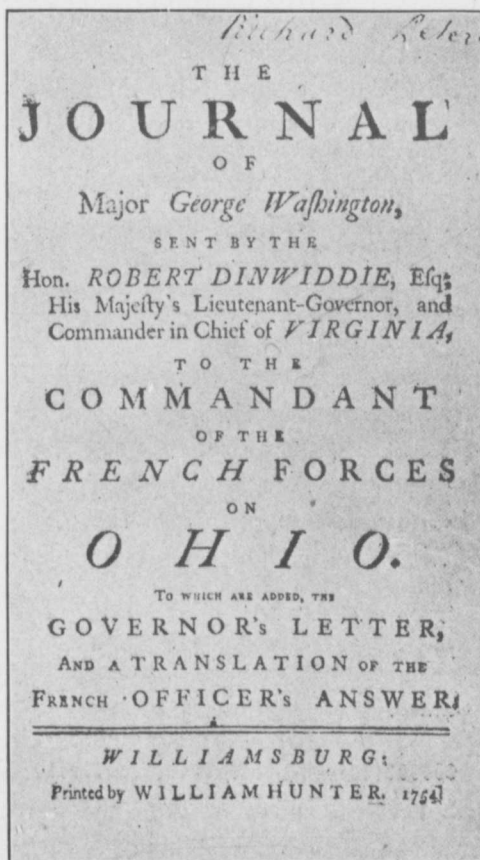 Richard
THE
JOURNAL
OF
Major George Waſhington,
SENT BY THE
Hon. ROBERT DINWIDDIE, Eſq;
His Majeſty's Lieutenant-Governor, and
Commander in Chief of VIRGINIA,
TO THE
COMMANDANT
OF THE
FRENCH FORCES
ON
OHIO.
TO WHICH ARE ADDED, THE
GOVERNOR'S LETTER,
AND A TRANSLATION OF THE
FRENCH OFFICER'S ANSWER.
WILLIAMSBURG:
Printed by WILLIAM HUNTER. 1754.